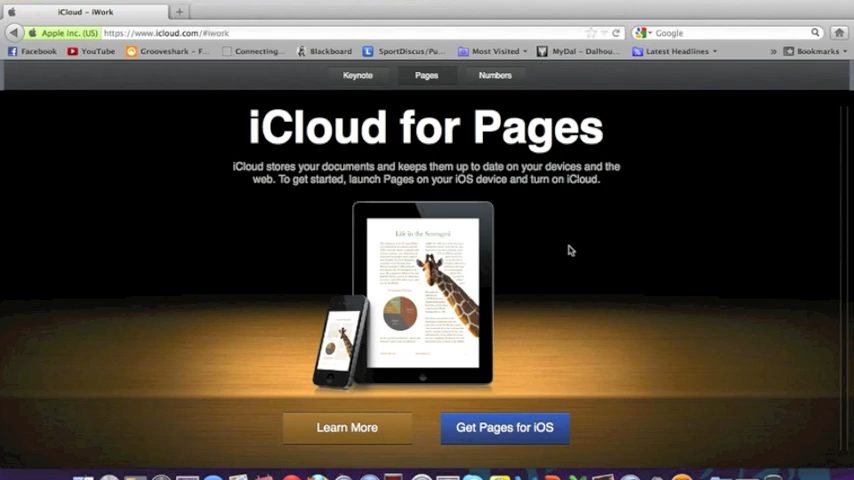 iCloud - iWork
Apple Inc. (US) https://www.icloud.com/#iwork
Google
Facebook YouTube Grooveshark - F... Connecting... Blackboard SportDiscus/Pu... Most Visited MyDal - Dalhou... Latest Headlines » Bookmarks
Keynote Pages Numbers
iCloud for Pages
iCloud stores your documents and keeps them up to date on your devices and the
web. To get started, launch Pages on your iOS device and turn on iCloud.
Life in the Serengeti
Learn More Get Pages for iOS